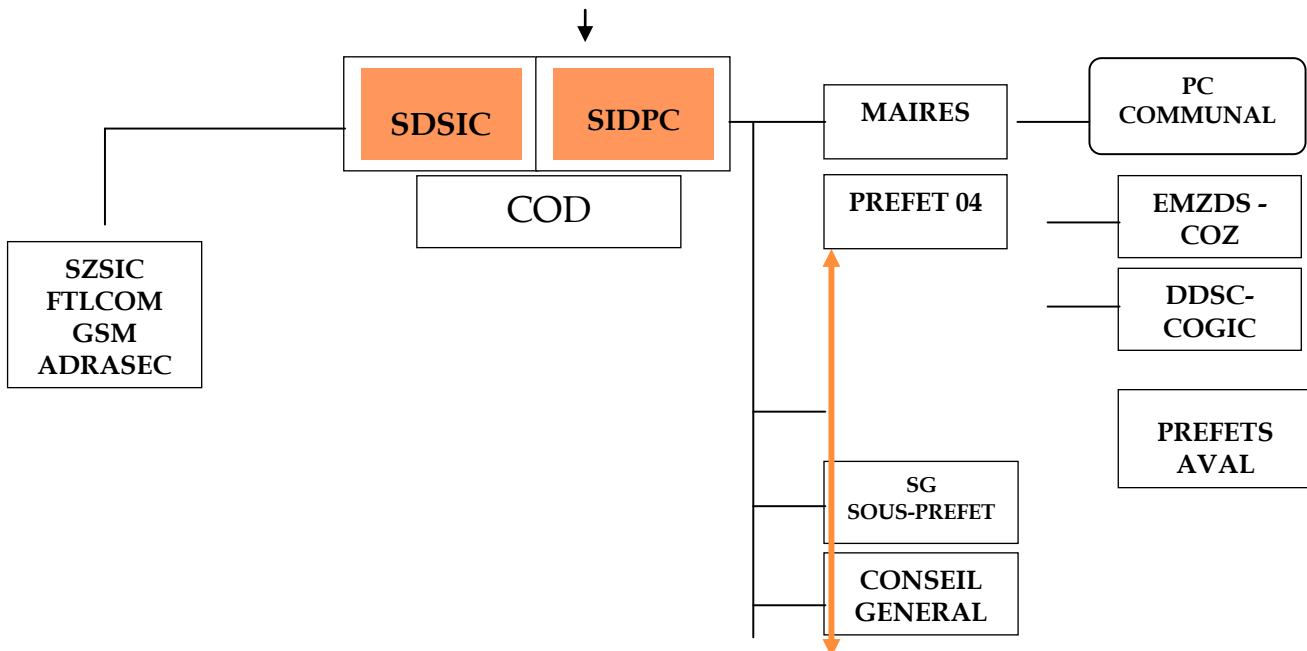 SDSIC
SIDPC
COD
SZSIC
FTLCOM
GSM
ADRASEC
MAIRES
PC
COMMUNAL
PREFET 04
EMZDS -
COZ
DDSC-
COGIC
PREFETS
AVAL
SG
SOUS-PREFET
CONSEIL
GENERAL